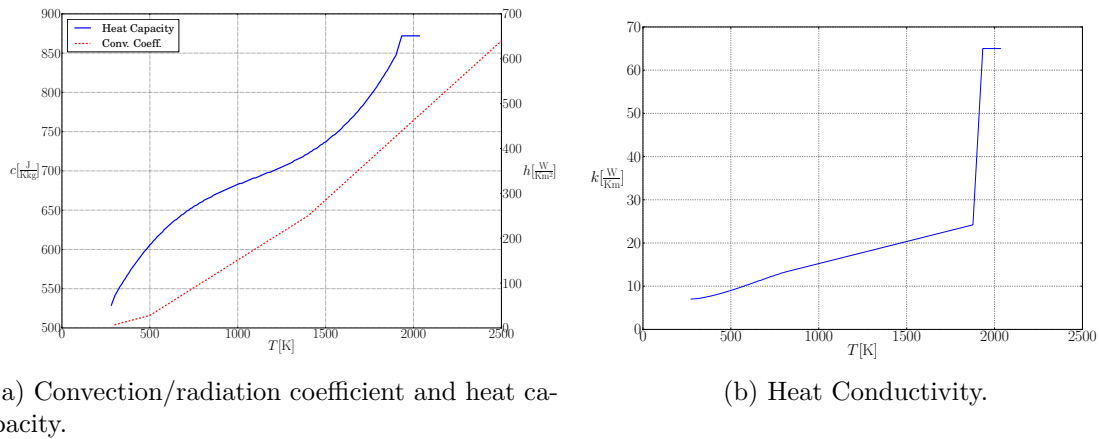 900
850
800
750
700
650
600
550
500
c[J/Kkg]
Heat Capacity
Conv. Coeff.
700
600
500
400
300
200
100
0
h[W/Km²]
0 500 1000 1500 2000 2500
T[K]
a) Convection/radiation coefficient and heat ca-
pacity.
70
60
50
40
30
20
10
0
k[W/Km]
0 500 1000 1500 2000 2500
T[K]
(b) Heat Conductivity.